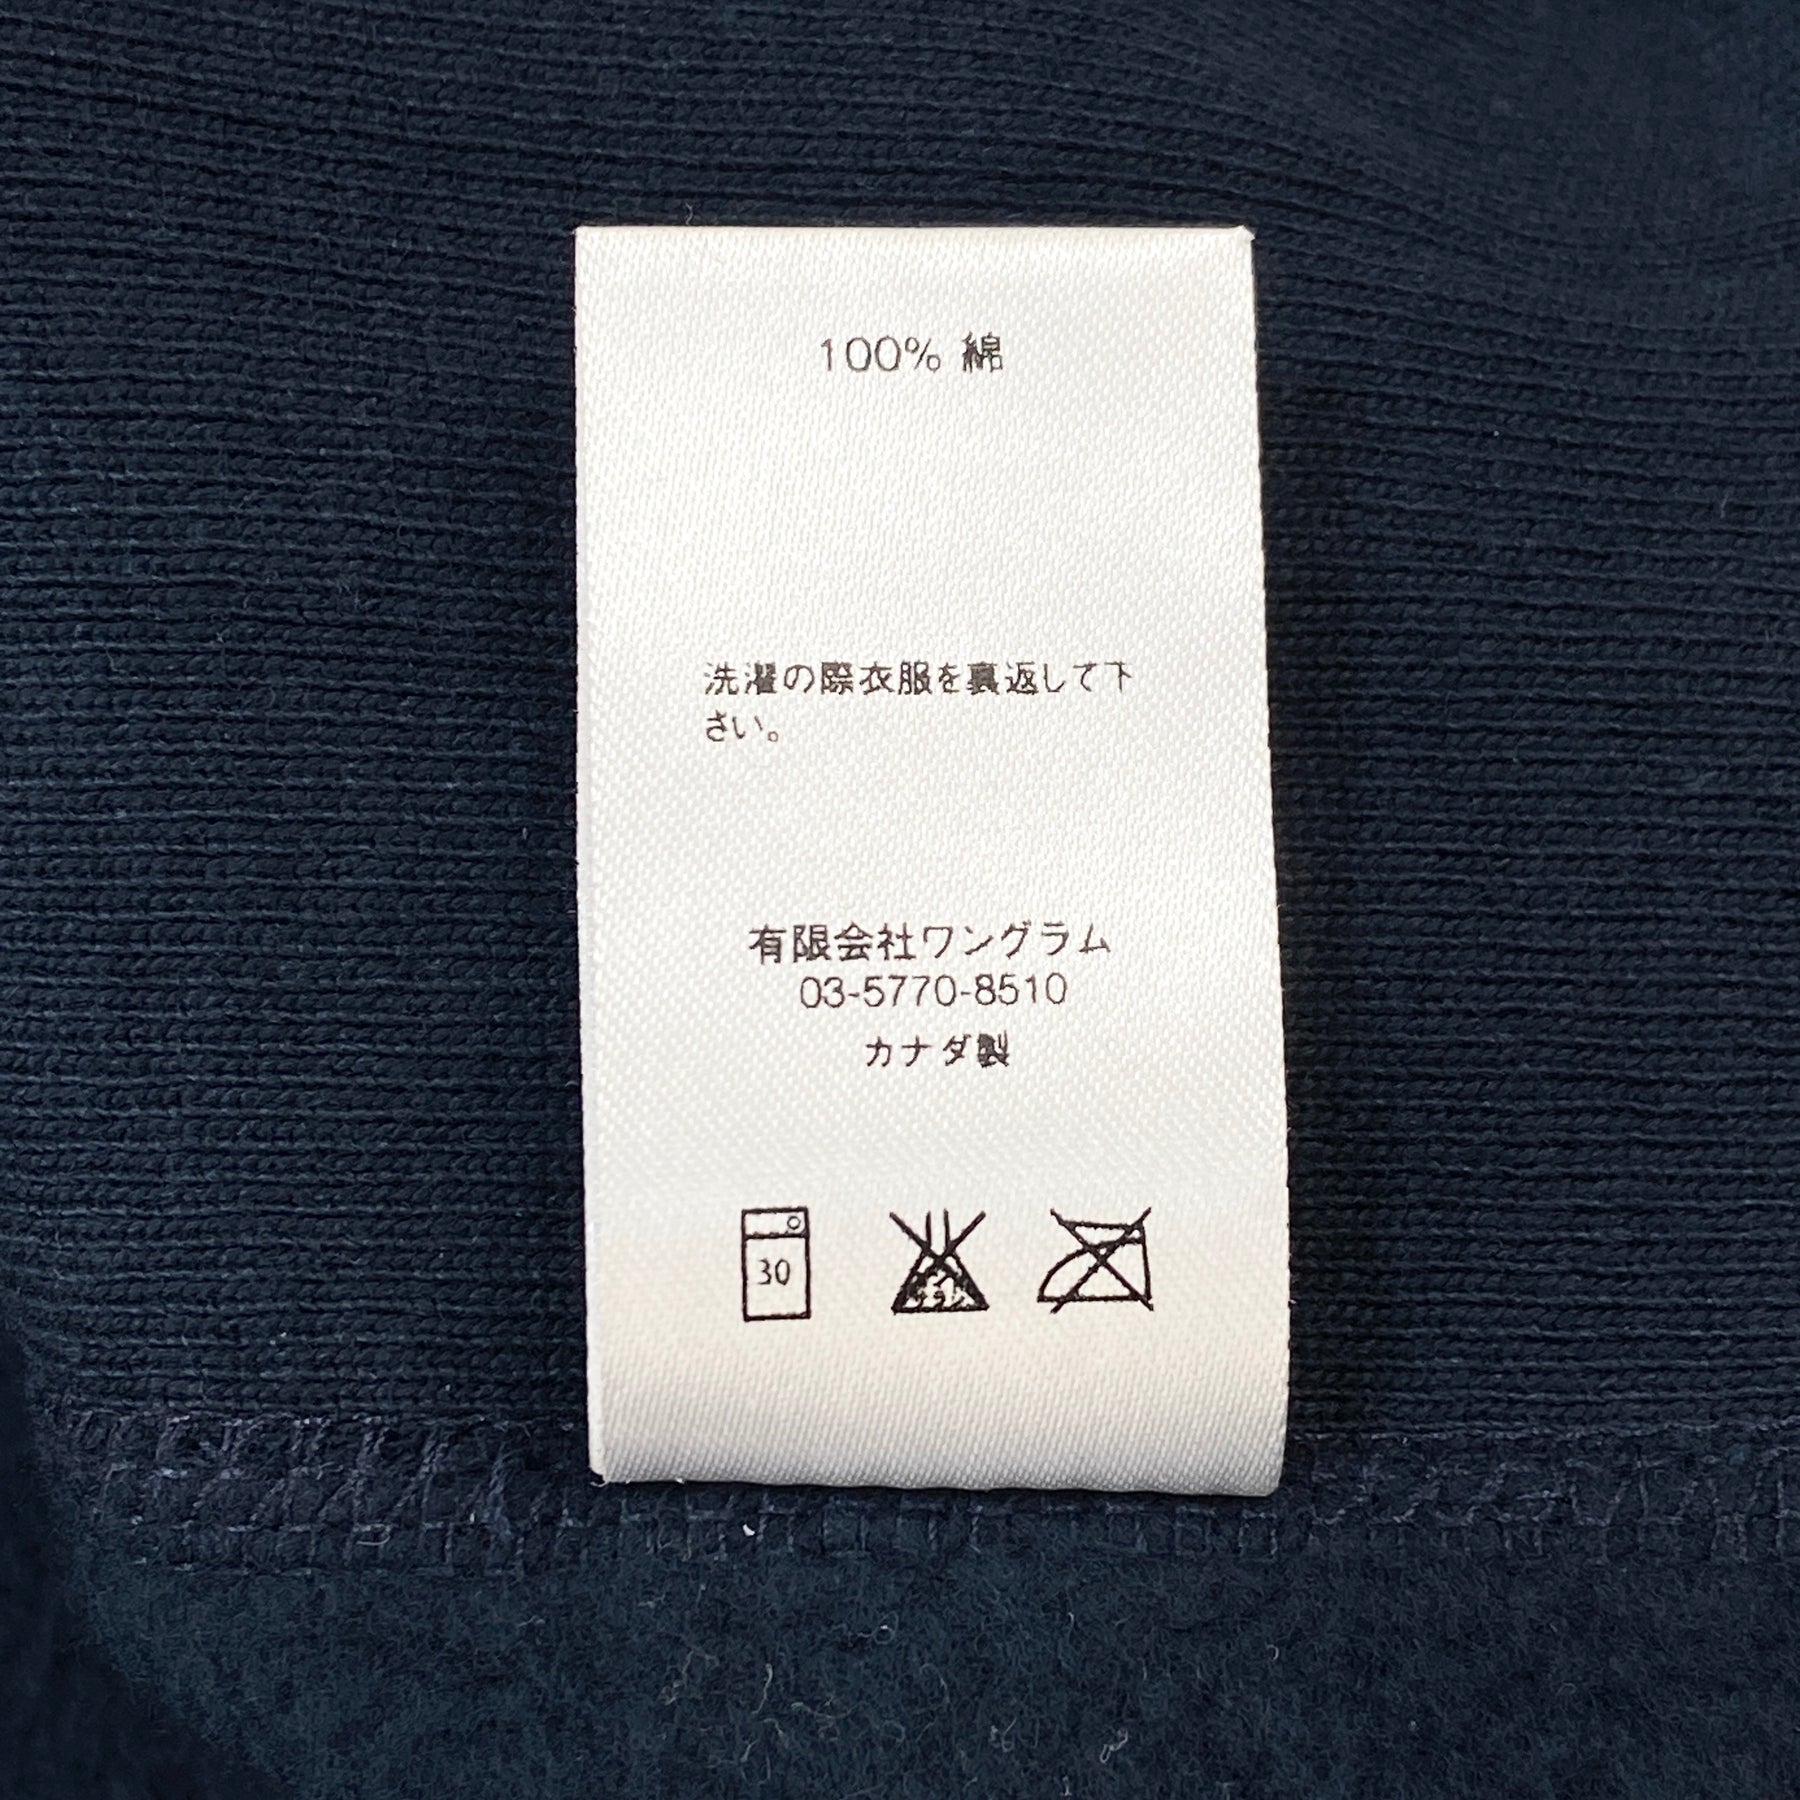 100% 綿
洗濯の際衣服を裏返して下
さい。
有限会社ワングラム
03-5770-8510
カナダ製
30